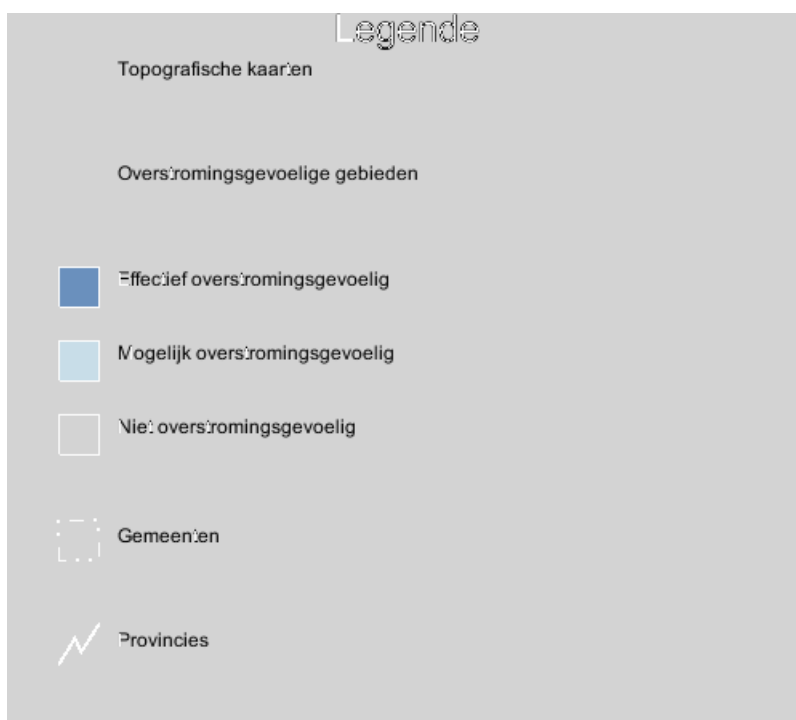 Legende
Topografische kaarten
Overstromingsgevoelige gebieden
Effectief overstromingsgevoelig
Mogelijk overstromingsgevoelig
Niet overstromingsgevoelig
Gemeenten
Provincies